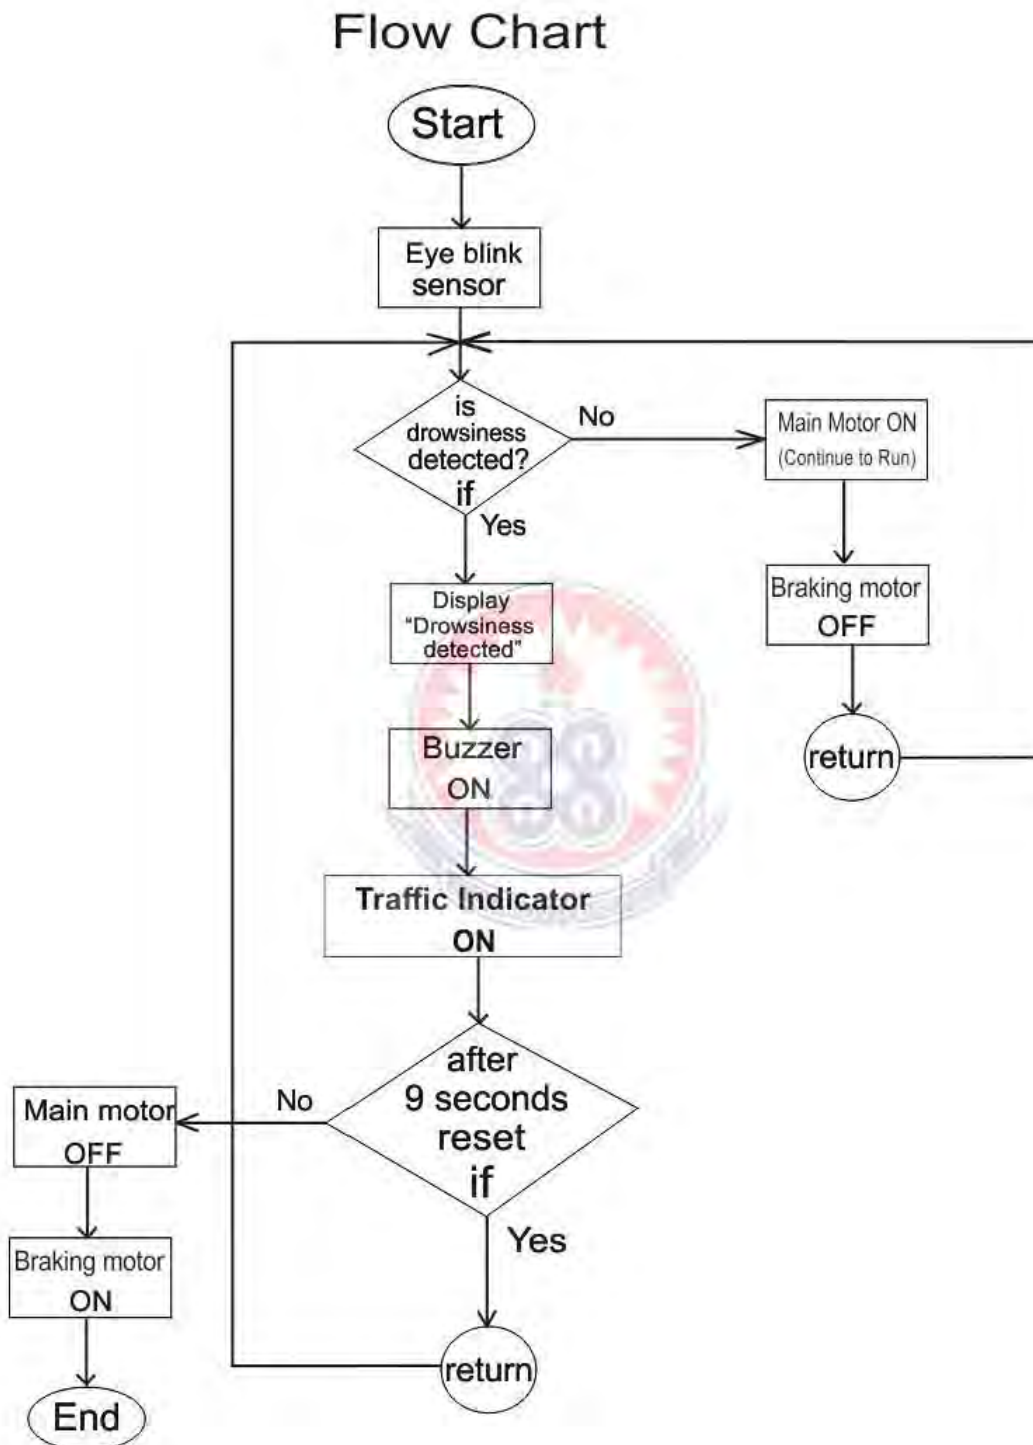 Flow Chart
Start
Eye blink
sensor
is
drowsiness
detected?
if
No
Main Motor ON
(Continue to Run)
Yes
Braking motor
OFF
return
Display
"Drowsiness
detected"
Buzzer
ON
Traffic Indicator
ON
after
9 seconds
reset
if
No
Main motor
OFF
Braking motor
ON
End
Yes
return